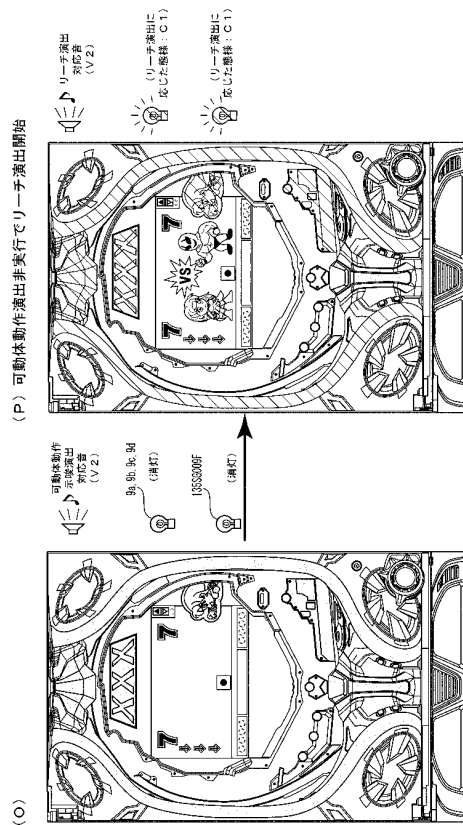 (O)
可動体動作
示唆演出
対応音
(V2)
9a, 9b, 9c, 9d
(消灯)
135SG009F
(消灯)
XXX
7
7
(P) 可動体動作演出非実行でリーチ演出開始
リーチ演出
対応音
(V2)
(リーチ演出に
応じた態様:C1)
(リーチ演出に
応じた態様:C1)
XXX
7
VS
7